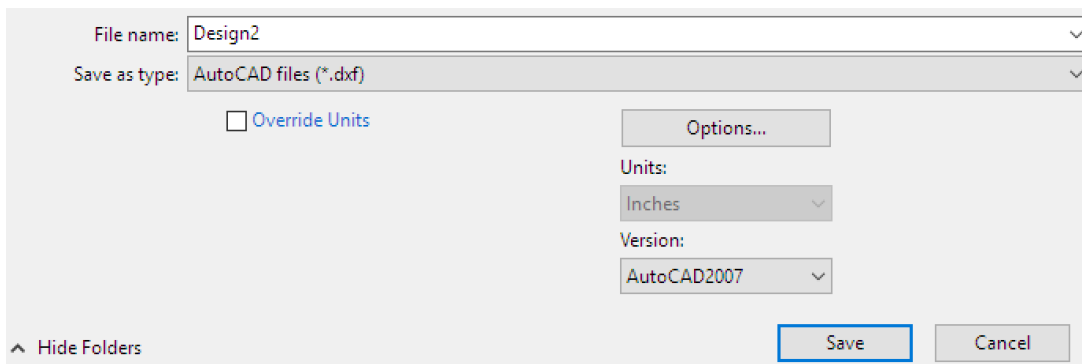 File name: Design2
Save as type: AutoCAD files (*.dxf)
Override Units
Options...
Units:
Inches
Version:
AutoCAD2007
Hide Folders
Save
Cancel